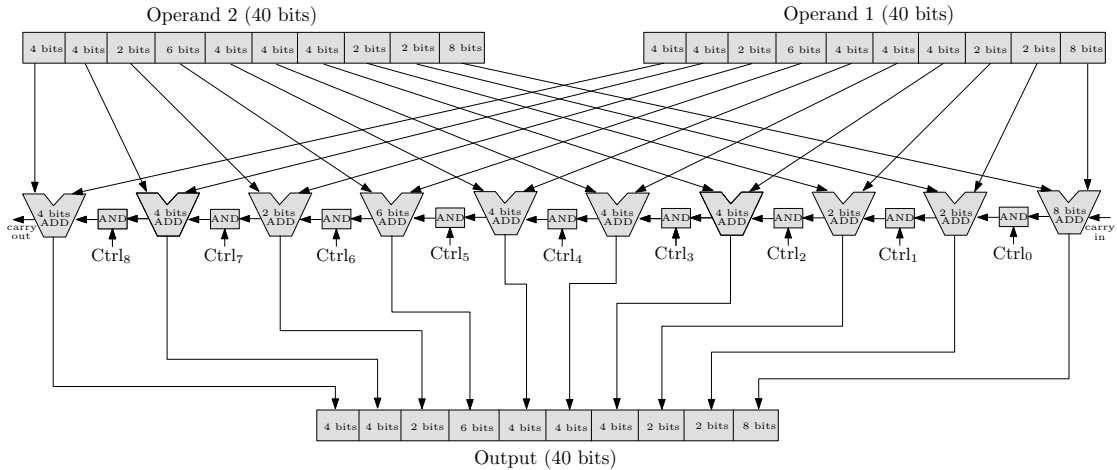 Operand 2 (40 bits)
Operand 1 (40 bits)
4 bits 4 bits 2 bits 6 bits 4 bits 4 bits 4 bits 2 bits 2 bits 8 bits
4 bits 4 bits 2 bits 6 bits 4 bits 4 bits 4 bits 2 bits 2 bits 8 bits
4 bits ADD
AND
4 bits ADD
AND
2 bits ADD
AND
6 bits ADD
AND
4 bits ADD
AND
4 bits ADD
AND
4 bits ADD
AND
2 bits ADD
AND
2 bits ADD
AND
8 bits ADD
carry out
carry in
Ctrl₈ Ctrl₇ Ctrl₆ Ctrl₅ Ctrl₄ Ctrl₃ Ctrl₂ Ctrl₁ Ctrl₀
4 bits 4 bits 2 bits 6 bits 4 bits 4 bits 4 bits 2 bits 2 bits 8 bits
Output (40 bits)